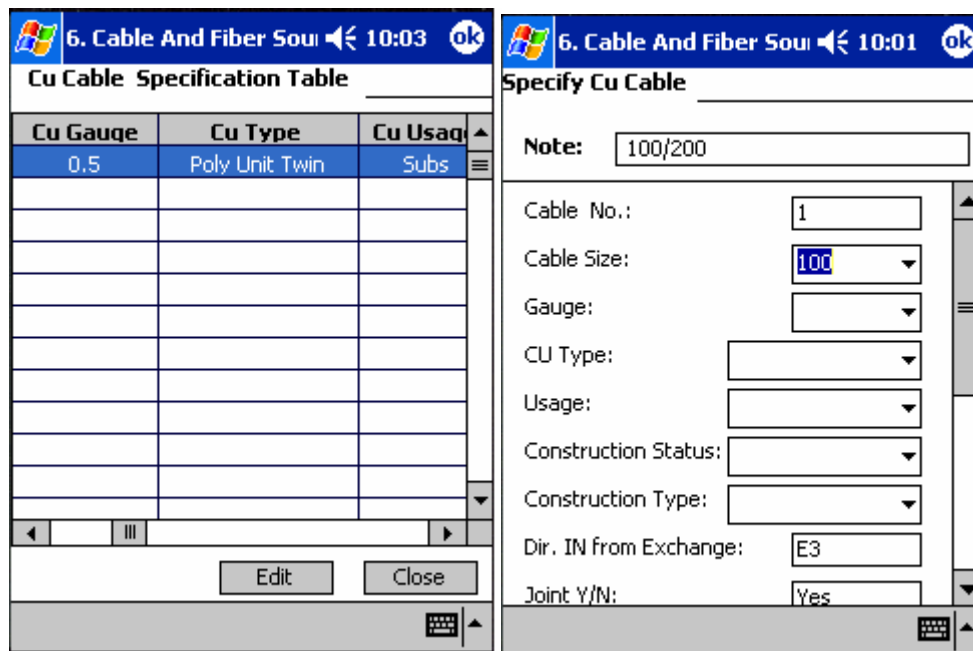 6. Cable And Fiber Sour 10:03 ok
Cu Cable Specification Table
Cu Gauge Cu Type Cu Usag
0.5 Poly Unit Twin Subs
Edit Close
6. Cable And Fiber Sour 10:01 ok
Specify Cu Cable
Note: 100/200
Cable No.: 1
Cable Size: 100
Gauge:
CU Type:
Usage:
Construction Status:
Construction Type:
Dir. IN from Exchange: E3
Joint Y/N: Yes